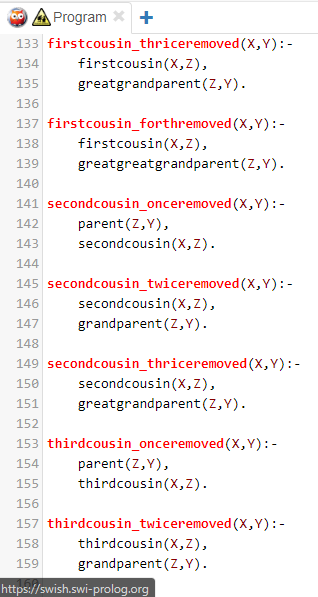 Program
133 firstcousin_thriceremoved(X,Y):-
134     firstcousin(X,Z),
135     greatgrandparent(Z,Y).
136
137 firstcousin_forthremoved(X,Y):-
138     firstcousin(X,Z),
139     greatgreatgrandparent(Z,Y).
140
141 secondcousin_onceremoved(X,Y):-
142     parent(Z,Y),
143     secondcousin(X,Z).
144
145 secondcousin_twiceremoved(X,Y):-
146     secondcousin(X,Z),
147     grandparent(Z,Y).
148
149 secondcousin_thriceremoved(X,Y):-
150     secondcousin(X,Z),
151     greatgrandparent(Z,Y).
152
153 thirdcousin_onceremoved(X,Y):-
154     parent(Z,Y),
155     thirdcousin(X,Z).
156
157 thirdcousin_twiceremoved(X,Y):-
158     thirdcousin(X,Z),
159     grandparent(Z,Y).
https://swish.swi-prolog.org